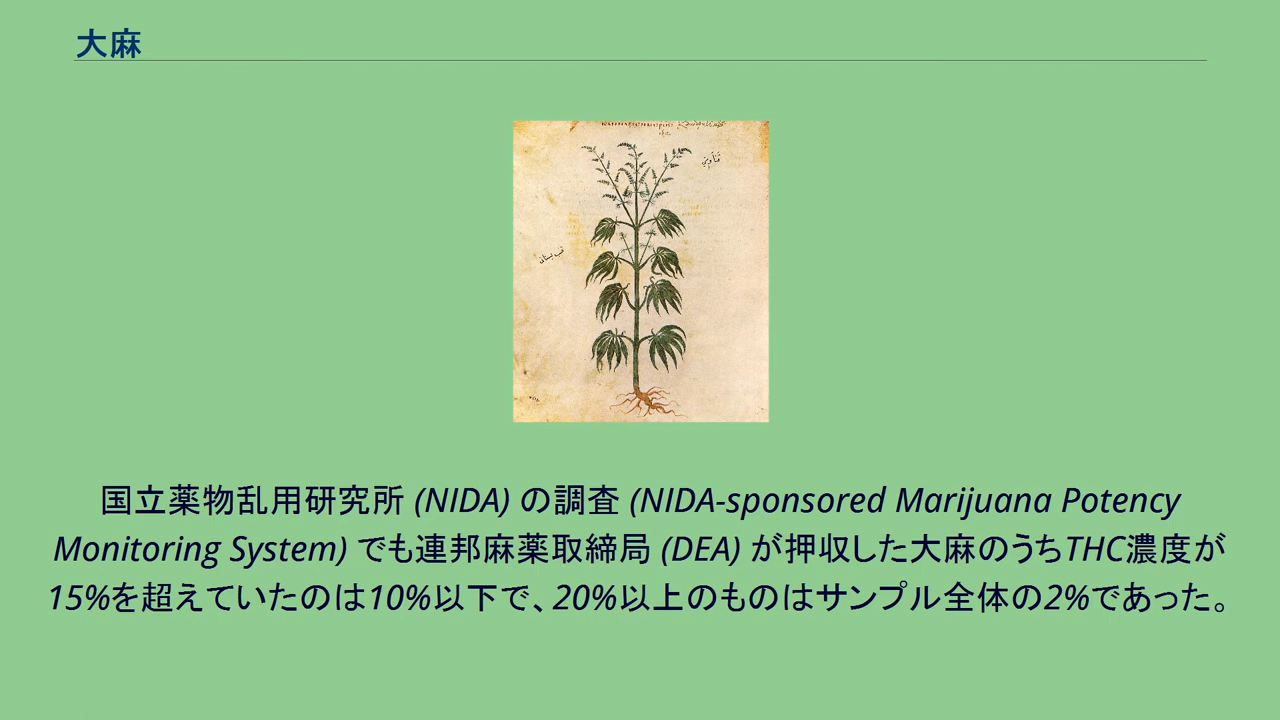 大麻
国立薬物乱用研究所 (NIDA) の調査 (NIDA-sponsored Marijuana Potency
Monitoring System) でも連邦麻薬取締局 (DEA) が押収した大麻のうちTHC濃度が
15%を超えていたのは10%以下で、20%以上のものはサンプル全体の2%であった。